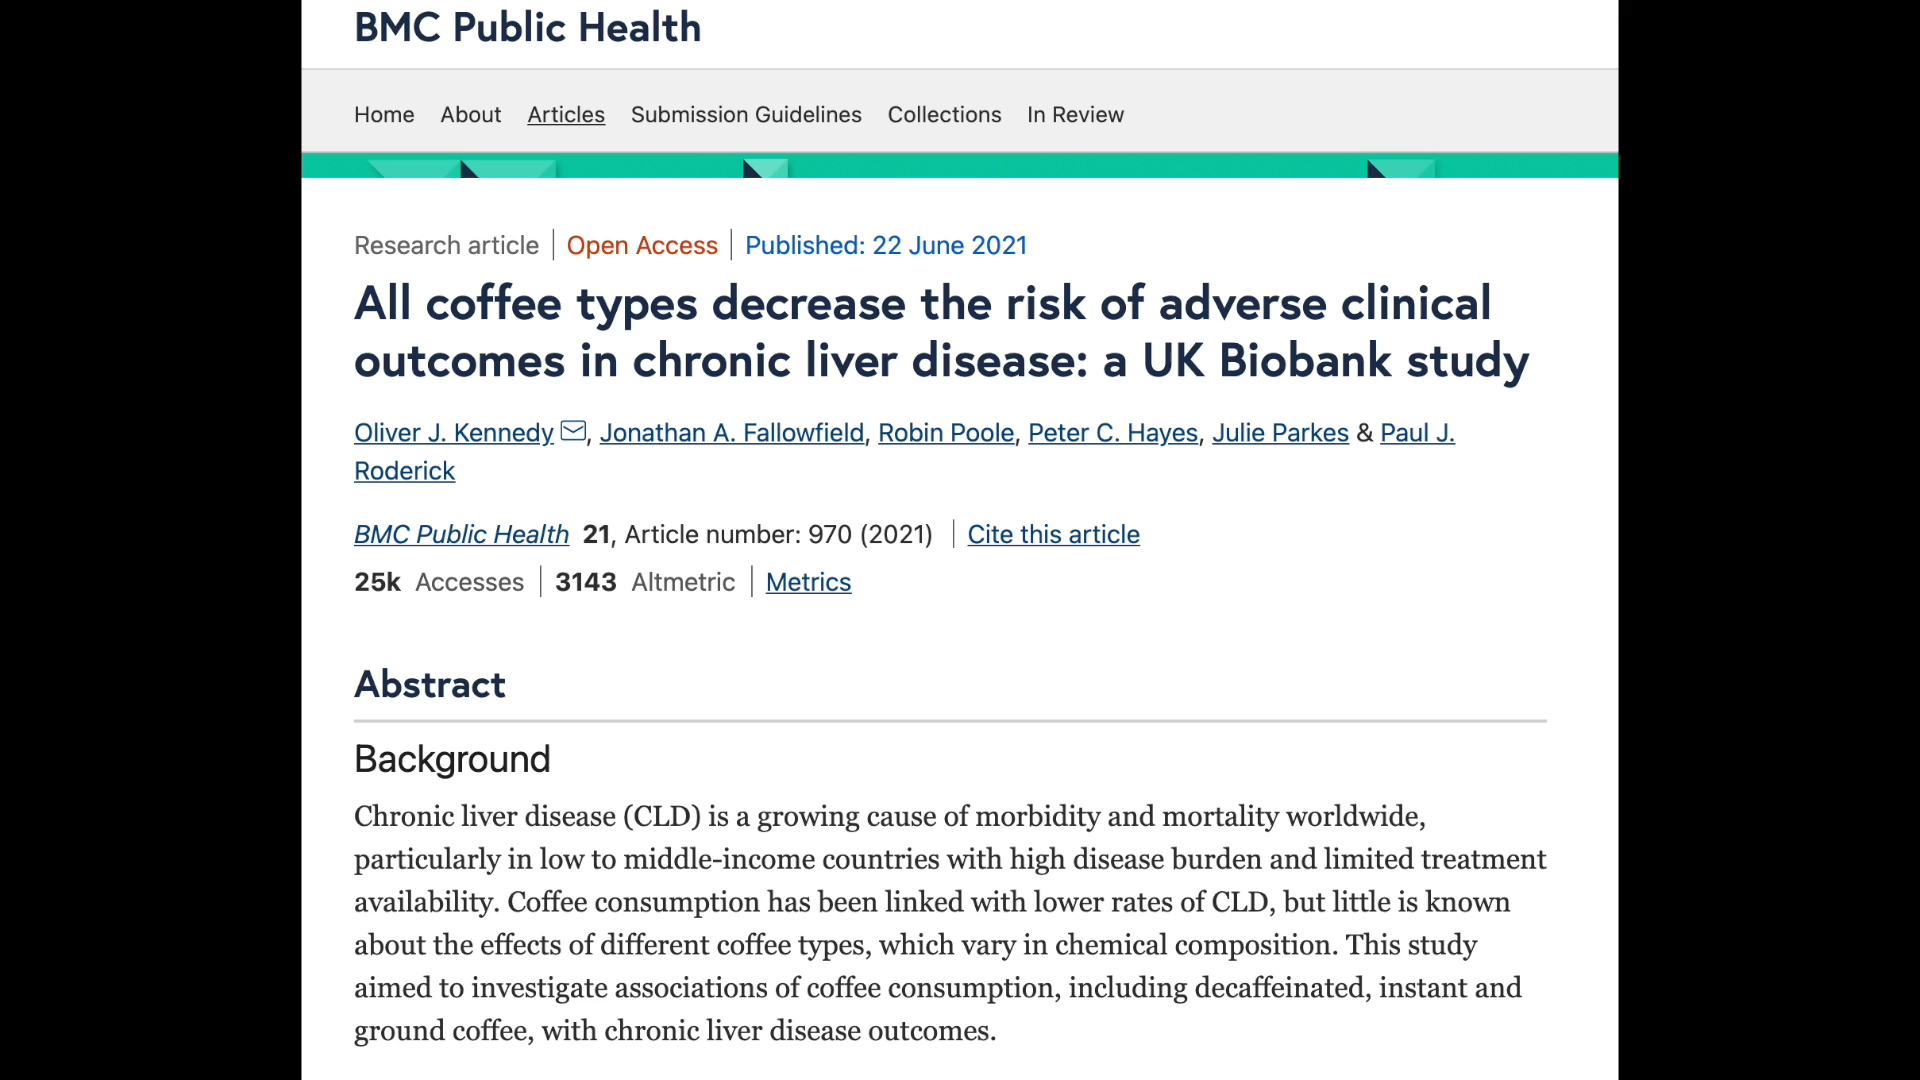 BMC Public Health
Home About Articles Submission Guidelines Collections In Review
Research article | Open Access | Published: 22 June 2021
All coffee types decrease the risk of adverse clinical
outcomes in chronic liver disease: a UK Biobank study
Oliver J. Kennedy, Jonathan A. Fallowfield, Robin Poole, Peter C. Hayes, Julie Parkes & Paul J.
Roderick
BMC Public Health 21, Article number: 970 (2021) | Cite this article
25k Accesses | 3143 Altmetric | Metrics
Abstract
Background
Chronic liver disease (CLD) is a growing cause of morbidity and mortality worldwide,
particularly in low to middle-income countries with high disease burden and limited treatment
availability. Coffee consumption has been linked with lower rates of CLD, but little is known
about the effects of different coffee types, which vary in chemical composition. This study
aimed to investigate associations of coffee consumption, including decaffeinated, instant and
ground coffee, with chronic liver disease outcomes.